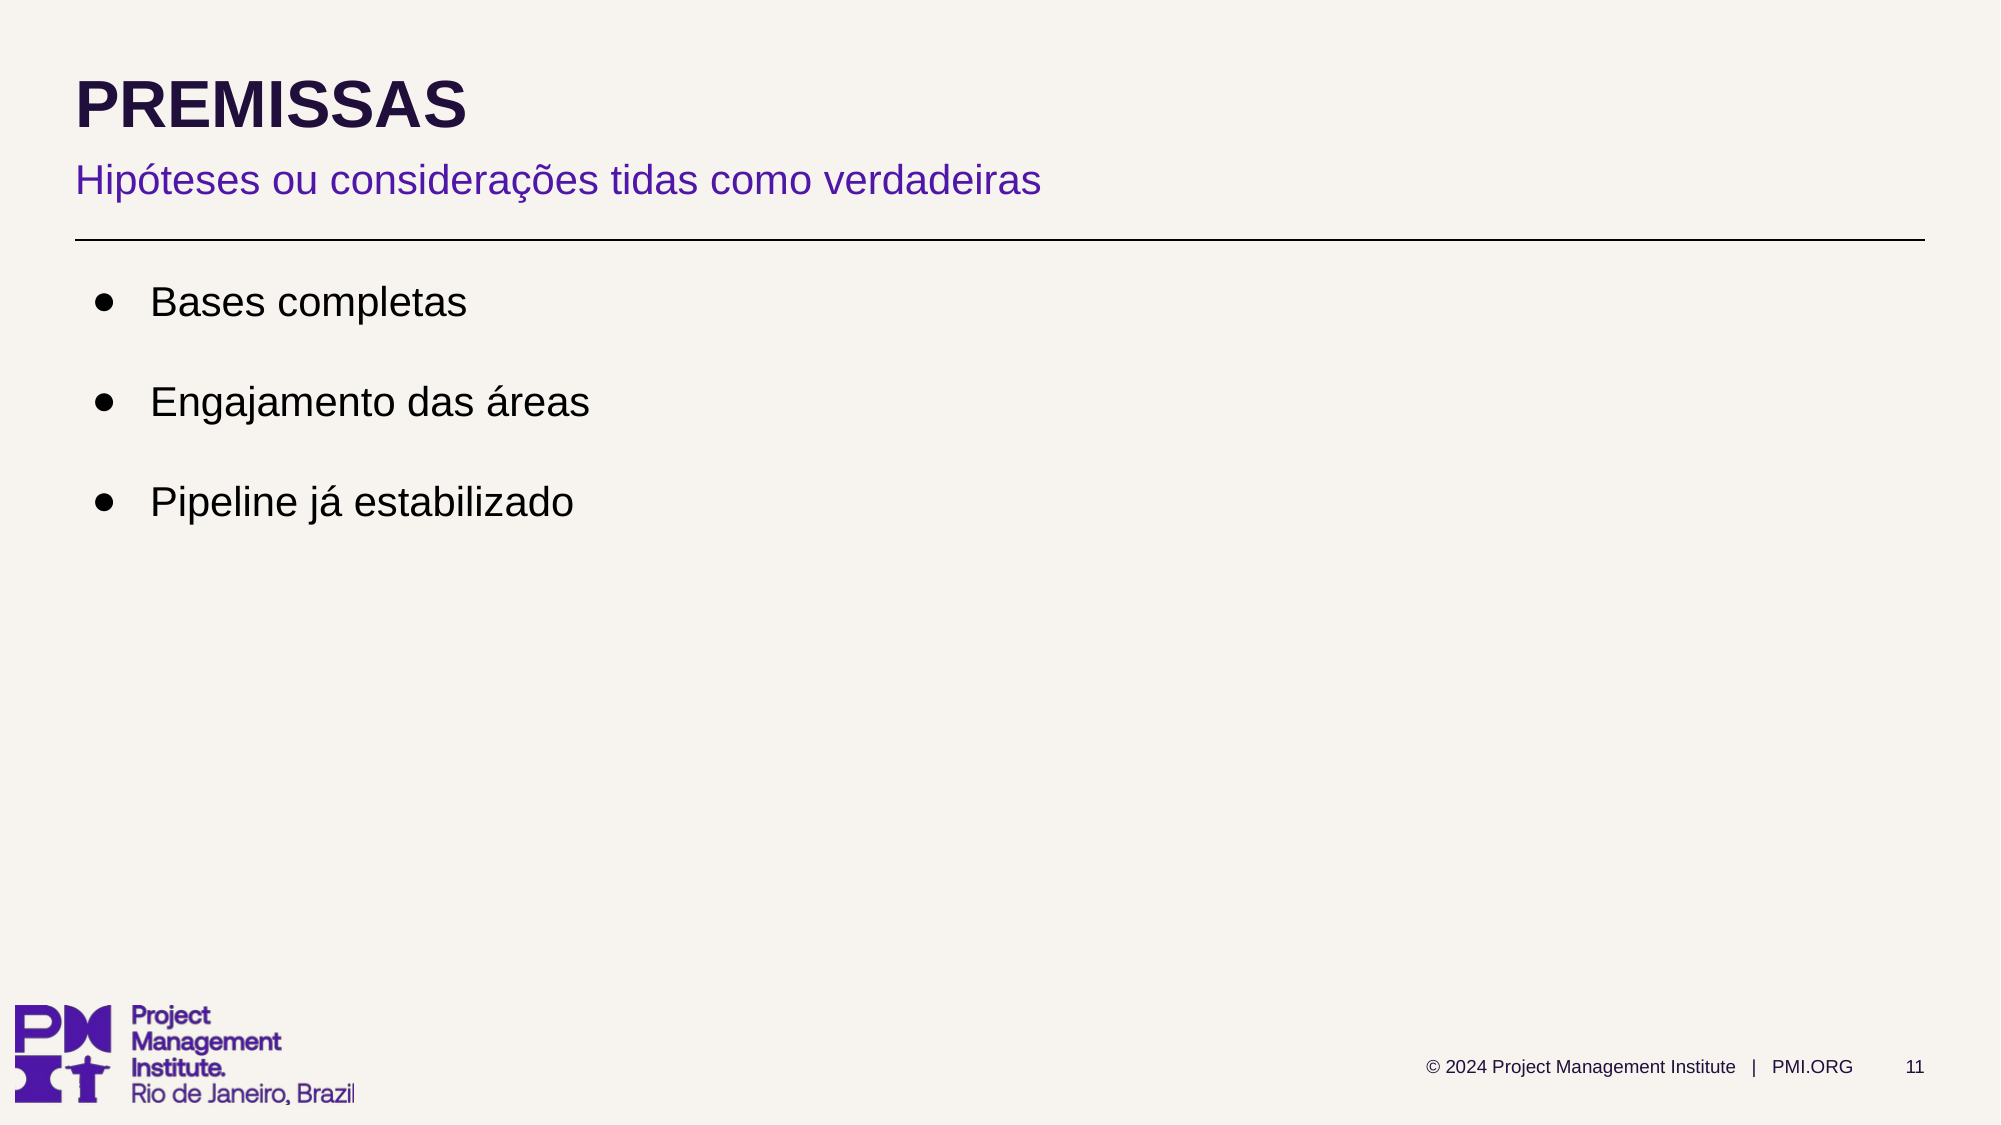 PREMISSAS
Hipóteses ou considerações tidas como verdadeiras
● Bases completas
● Engajamento das áreas
● Pipeline já estabilizado
Project
Management
Institute.
Rio de Janeiro, Brazil
© 2024 Project Management Institute | PMI.ORG 11